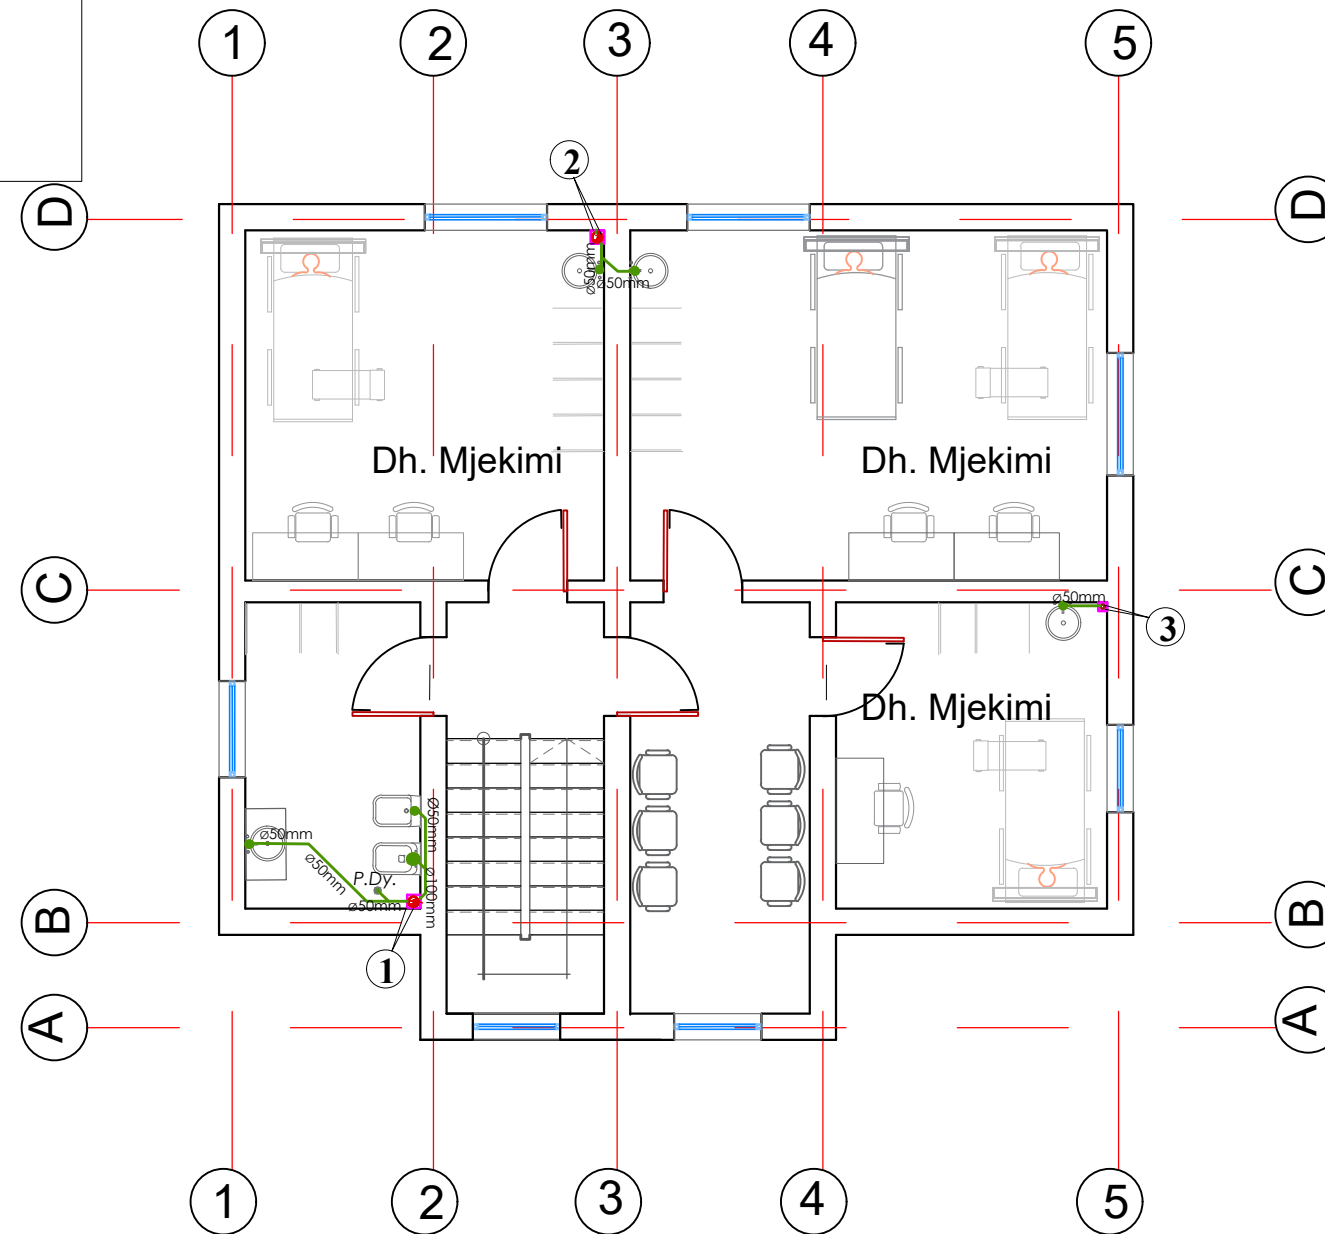 1 2 3 4 5
2
D D
ø50mm
ø50mm
Dh. Mjekimi Dh. Mjekimi
C C
ø50mm
3
Dh. Mjekimi
Ø50mm
ø50mm
ø50mm
P.Dy.
ø100mm
ø50mm
B B
1
A A
1 2 3 4 5